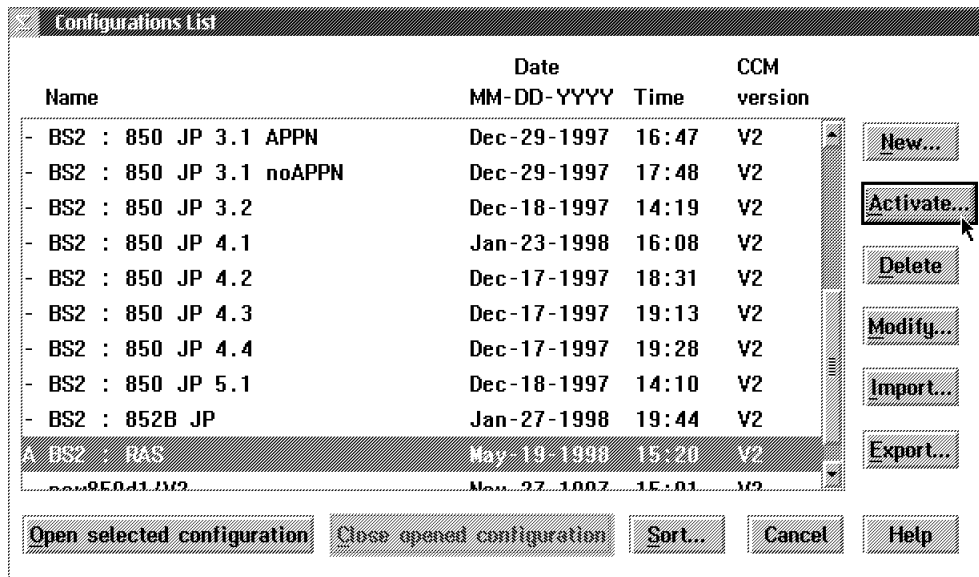 Configurations List
Date CCM
Name MM-DD-YYYY Time version
- BS2 : 850 JP 3.1 APPN Dec-29-1997 16:47 V2
- BS2 : 850 JP 3.1 noAPPN Dec-29-1997 17:48 V2
- BS2 : 850 JP 3.2 Dec-18-1997 14:19 V2
- BS2 : 850 JP 4.1 Jan-23-1998 16:08 V2
- BS2 : 850 JP 4.2 Dec-17-1997 18:31 V2
- BS2 : 850 JP 4.3 Dec-17-1997 19:13 V2
- BS2 : 850 JP 4.4 Dec-17-1997 19:28 V2
- BS2 : 850 JP 5.1 Dec-18-1997 14:10 V2
- BS2 : 852B JP Jan-27-1998 19:44 V2
A BS2 : RAS May-19-1998 15:20 V2
15:01 V2
New...
Activate...
Delete
Modify...
Import...
Export...
Open selected configuration Close opened configuration Sort... Cancel Help